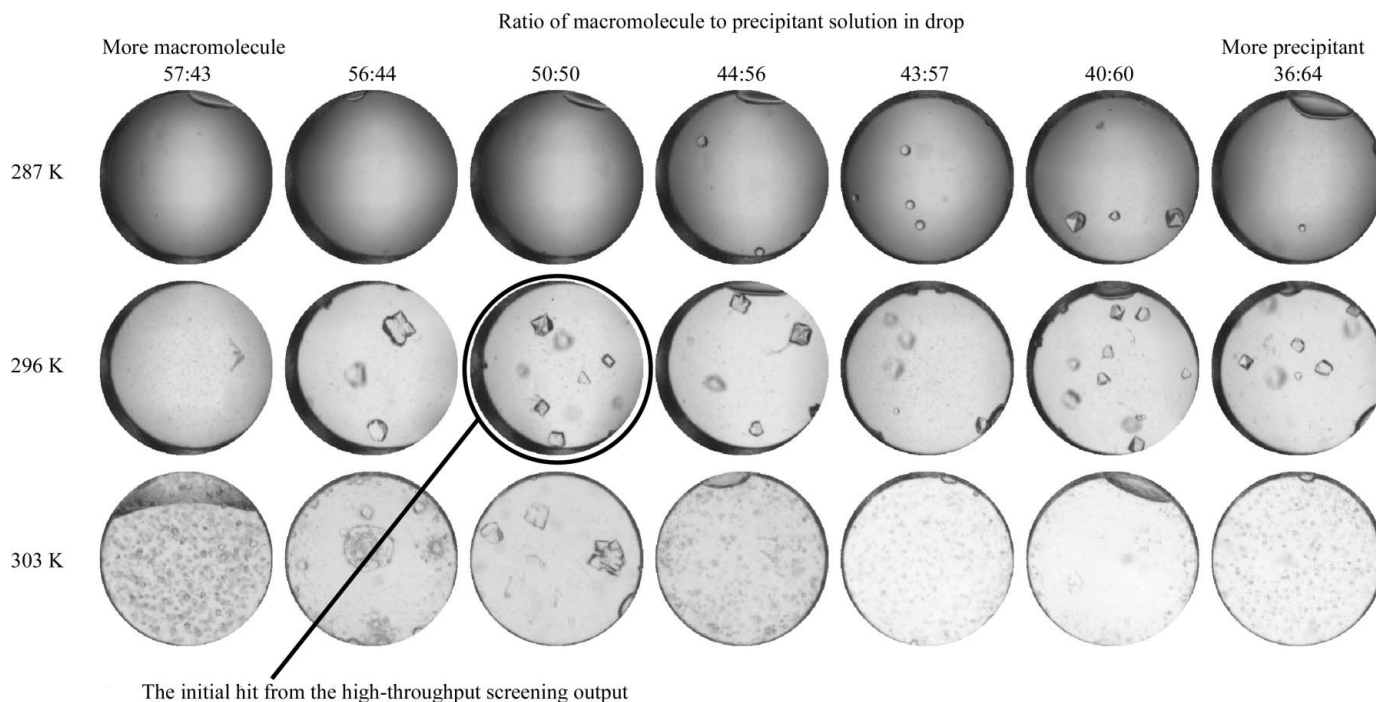 Ratio of macromolecule to precipitant solution in drop
More macromolecule
More precipitant
57:43
56:44
50:50
44:56
43:57
40:60
36:64
287 K
296 K
303 K
The initial hit from the high-throughput screening output